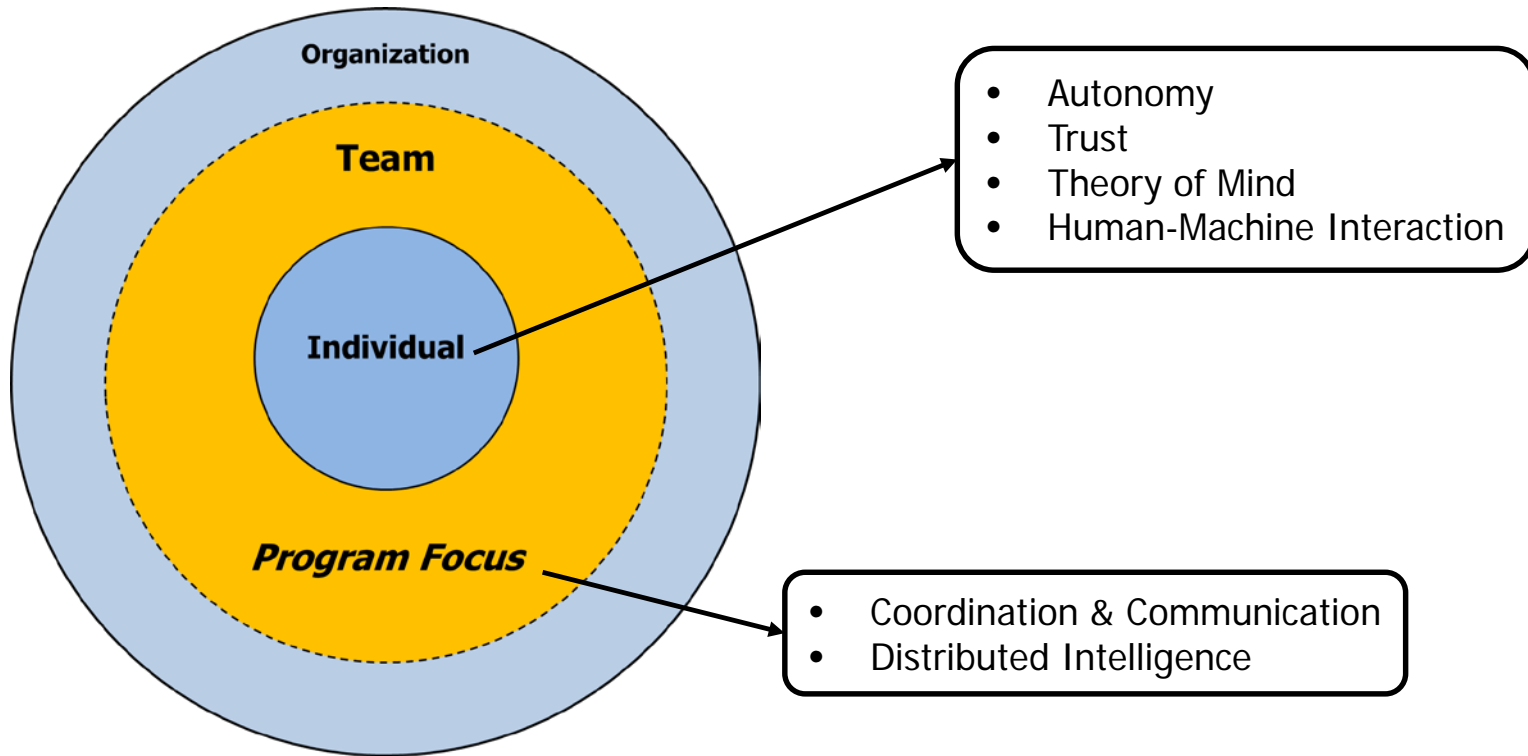 Organization
Team
Individual
Program Focus
• Autonomy
• Trust
• Theory of Mind
• Human-Machine Interaction
• Coordination & Communication
• Distributed Intelligence